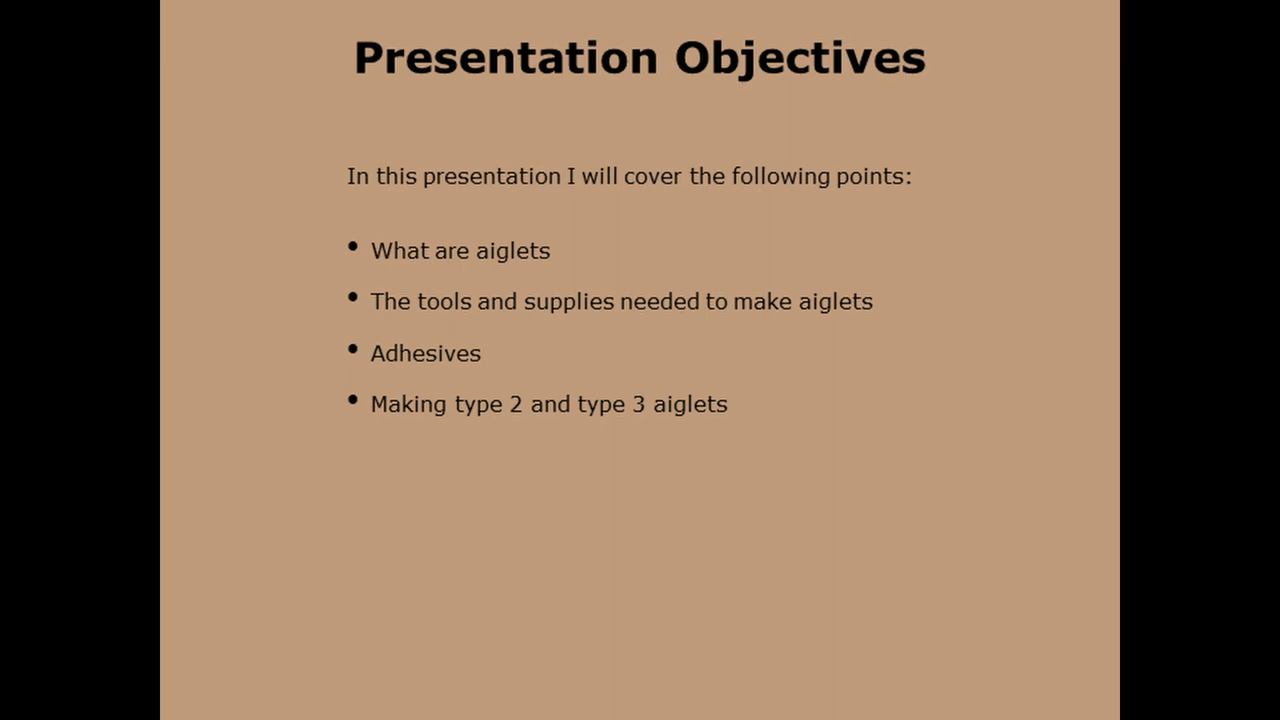 Presentation Objectives
In this presentation I will cover the following points:
• What are aiglets
• The tools and supplies needed to make aiglets
• Adhesives
• Making type 2 and type 3 aiglets